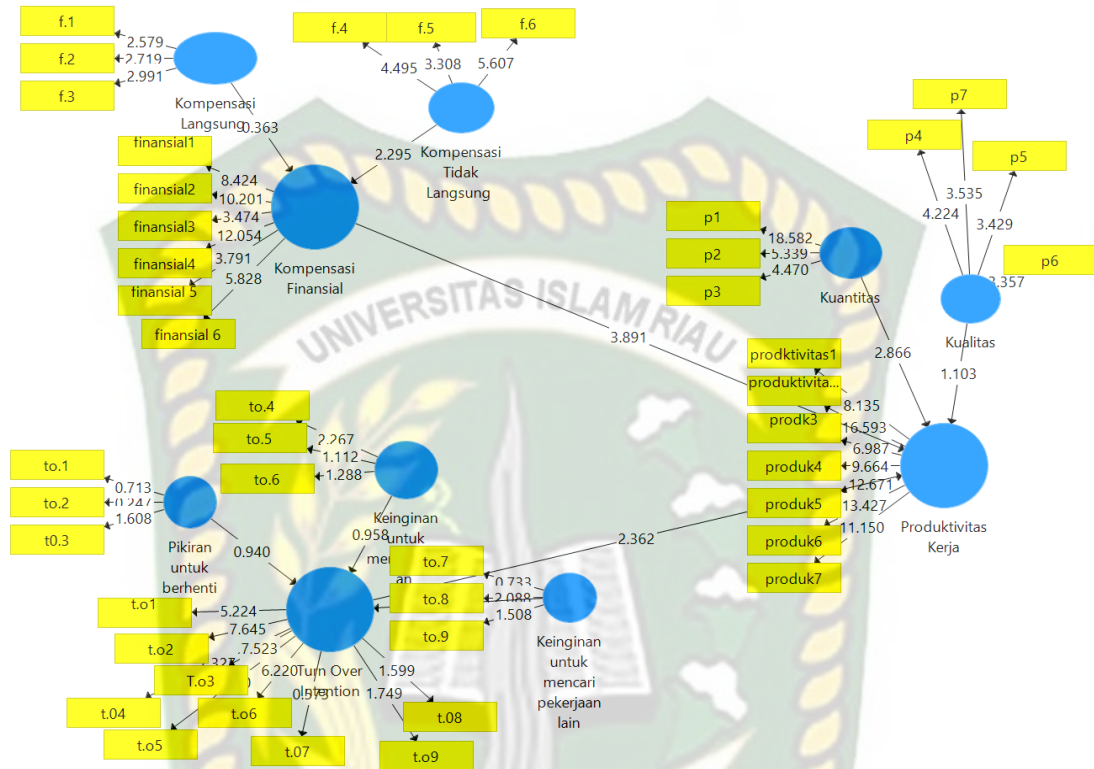 f.1
f.2
f.3
2.579
2.719
2.991
Kompensasi
Langsung
0.363
f.4
f.5
f.6
4.495
3.308
5.607
Kompensasi
Tidak
Langsung
2.295
finansial1
finansial2
finansial3
finansial4
finansial 5
finansial 6
8.424
10.201
3.474
12.054
3.791
5.828
Kompensasi
Finansial
3.891
UNIVERSITAS ISLAM RIAU
p1
p2
p3
18.582
5.339
4.470
Kuantitas
2.866
p7
p4
p5
p6
3.535
4.224
3.429
Kualitas
1.103
prodktivitas1
produktivita...
prodk3
produk4
produk5
produk6
produk7
8.135
16.593
6.987
9.664
12.671
13.427
11.150
Produktivitas
Kerja
to.4
to.5
to.6
2.267
1.112
1.288
Keinginan
untuk
an
0.958
to.1
to.2
t0.3
0.713
0.247
1.608
Pikiran
untuk
berhenti
0.940
2.362
to.7
to.8
to.9
0.733
2.088
1.508
Keinginan
untuk
mencari
pekerjaan
lain
t.o1
t.o2
T.o3
t.04
t.o5
t.o6
t.07
t.08
t.o9
5.224
7.645
7.523
6.220
0.573
1.749
1.599
Turn Over
Intention